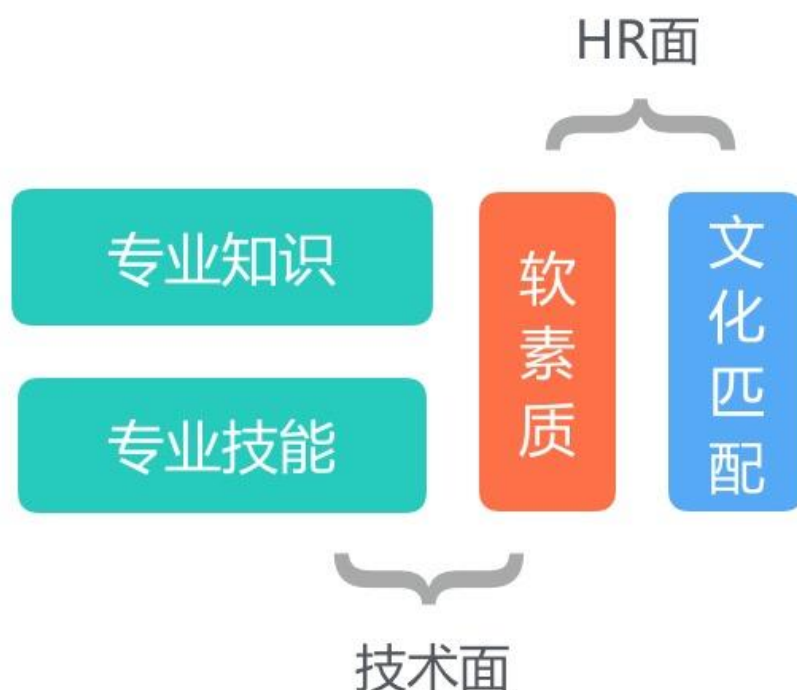 HR面
专业知识
专业技能
软素质
文化匹配
技术面